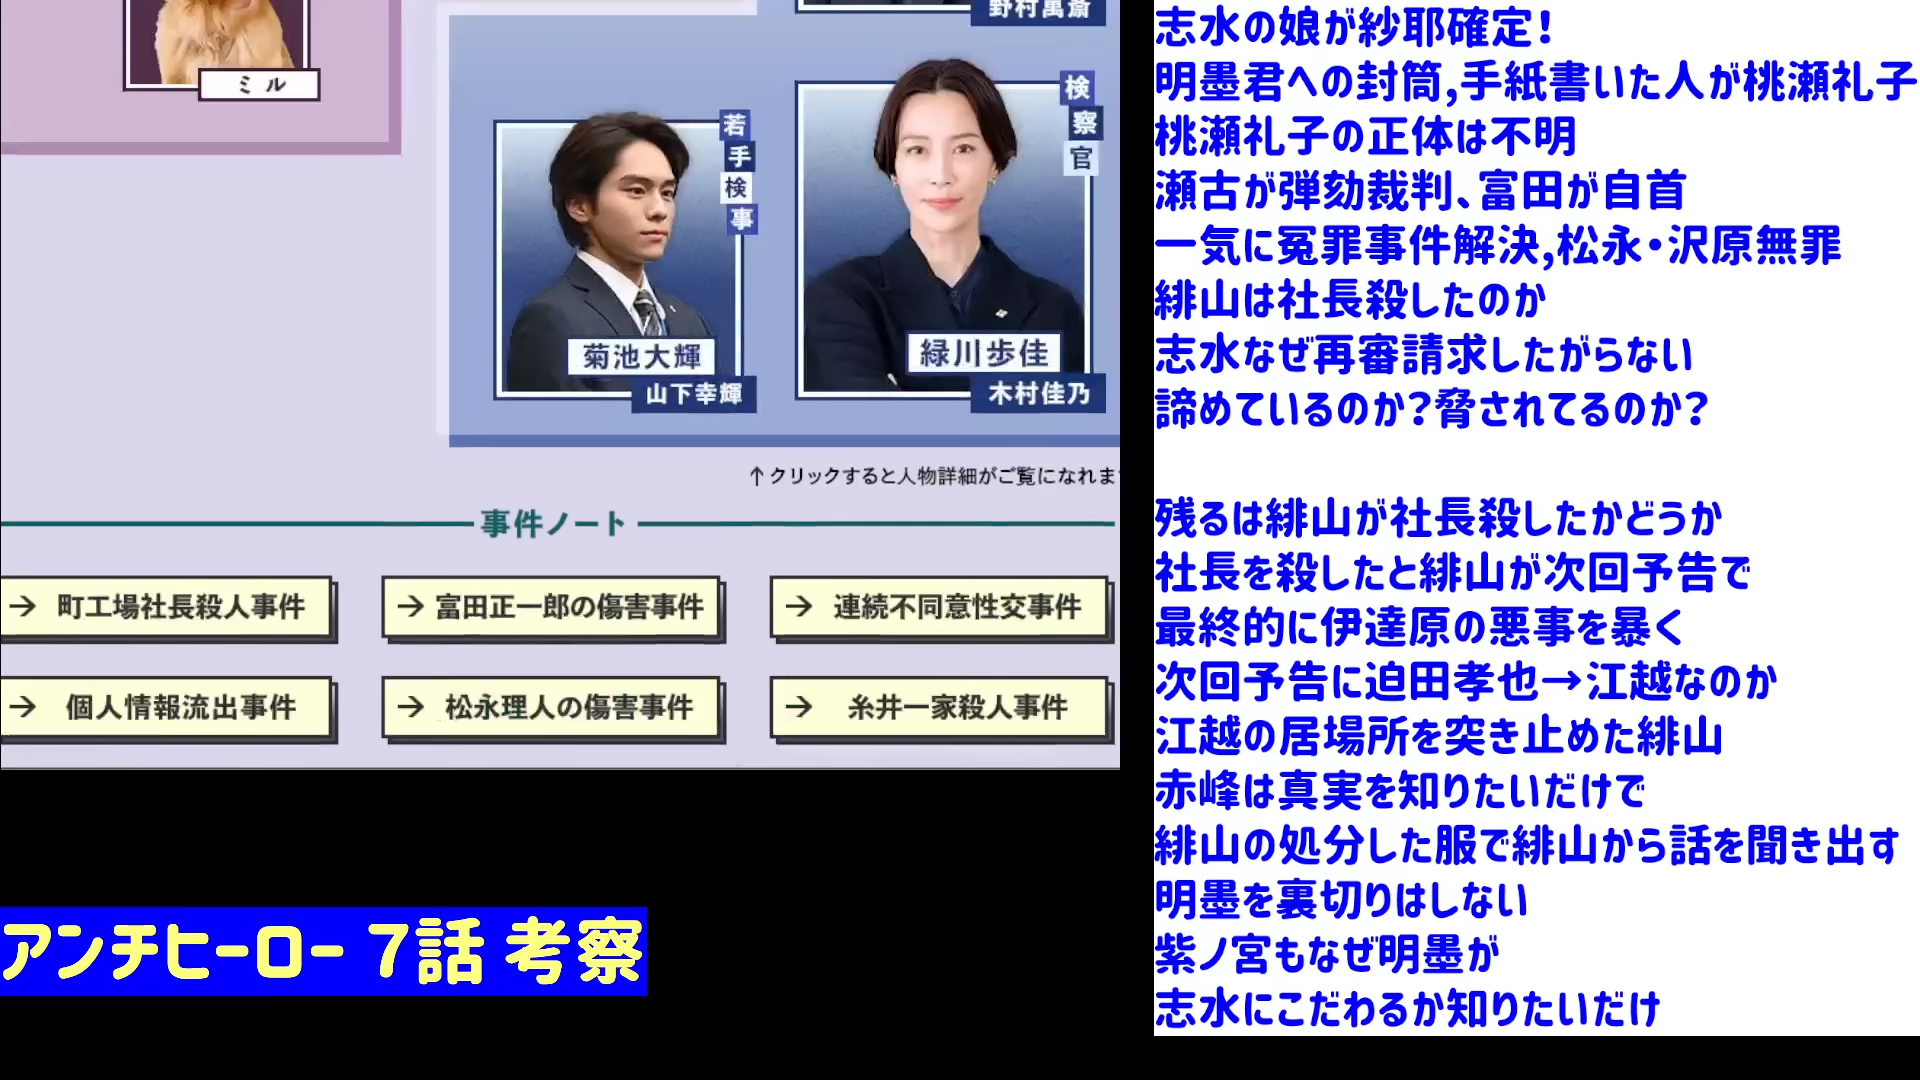 野村萬斎
ミル
若手検事
菊池大輝
山下幸輝
検察官
緑川歩佳
木村佳乃
↑クリックすると人物詳細がご覧になれま
事件ノート
→ 町工場社長殺人事件
→ 富田正一郎の傷害事件
→ 連続不同意性交事件
→ 個人情報流出事件
→ 松永理人の傷害事件
→ 糸井一家殺人事件
アンチヒーロー 7話 考察
志水の娘が紗耶確定!
明墨君への封筒,手紙書いた人が桃瀬礼子
桃瀬礼子の正体は不明
瀬古が弾劾裁判、富田が自首
一気に冤罪事件解決,松永・沢原無罪
緋山は社長殺したのか
志水なぜ再審請求したがらない
諦めているのか?脅されてるのか?
残るは緋山が社長殺したかどうか
社長を殺したと緋山が次回予告で
最終的に伊達原の悪事を暴く
次回予告に迫田孝也→江越なのか
江越の居場所を突き止めた緋山
赤峰は真実を知りたいだけで
緋山の処分した服で緋山から話を聞き出す
明墨を裏切りはしない
紫ノ宮もなぜ明墨が
志水にこだわるか知りたいだけ